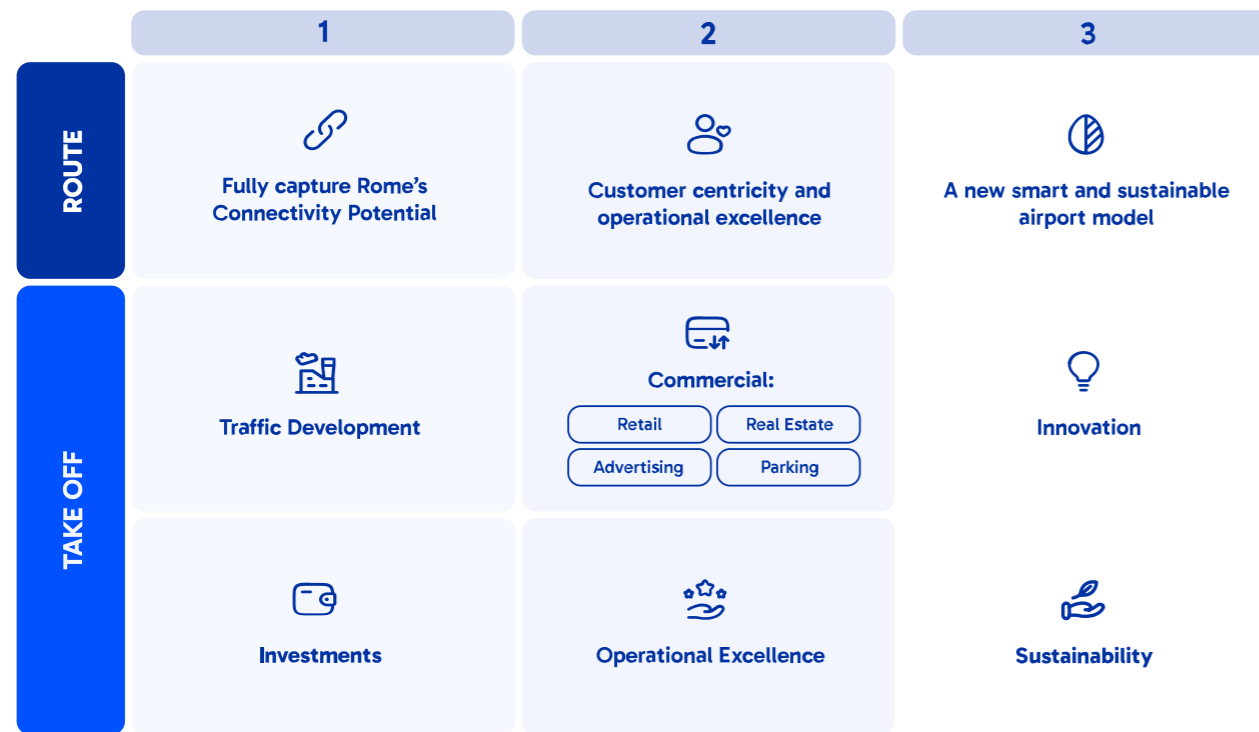 1
2
3
ROUTE
Fully capture Rome’s
Connectivity Potential
Customer centricity and
operational excellence
A new smart and sustainable
airport model
TAKE OFF
Traffic Development
Commercial:
Retail
Real Estate
Advertising
Parking
Innovation
Investments
Operational Excellence
Sustainability